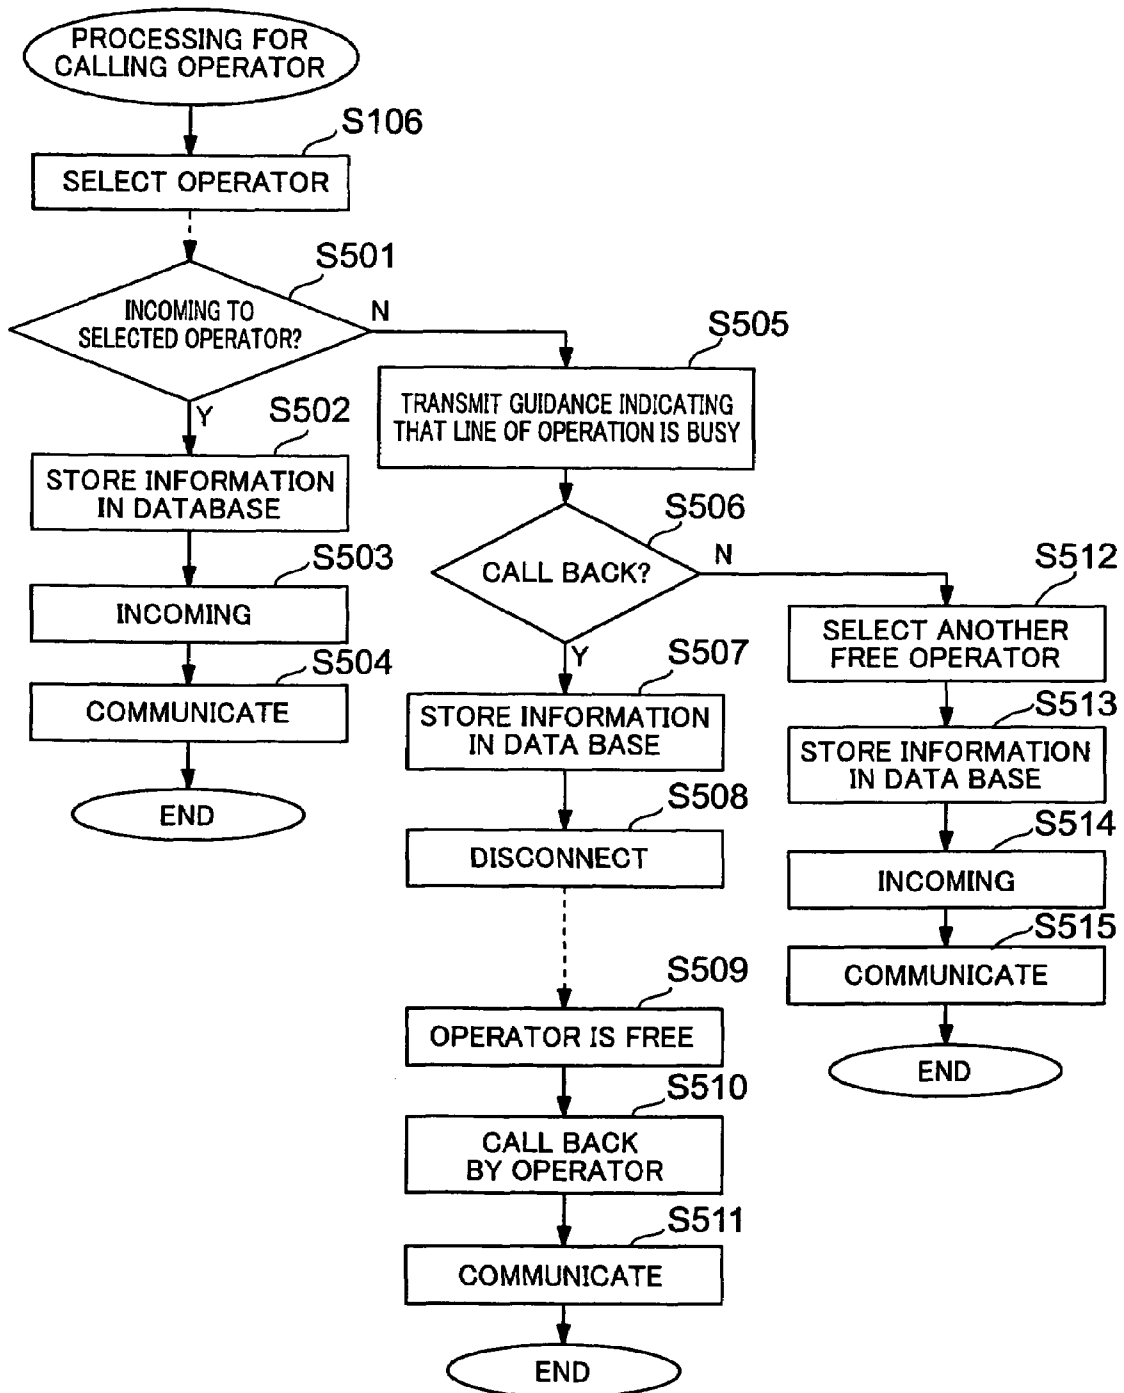 PROCESSING FOR
CALLING OPERATOR
S106
SELECT OPERATOR
S501
INCOMING TO
SELECTED OPERATOR?
N
Y
S502
STORE INFORMATION
IN DATABASE
S503
INCOMING
S504
COMMUNICATE
END
S505
TRANSMIT GUIDANCE INDICATING
THAT LINE OF OPERATION IS BUSY
S506
CALL BACK?
N
Y
S507
STORE INFORMATION
IN DATA BASE
S508
DISCONNECT
S509
OPERATOR IS FREE
S510
CALL BACK
BY OPERATOR
S511
COMMUNICATE
END
S512
SELECT ANOTHER
FREE OPERATOR
S513
STORE INFORMATION
IN DATA BASE
S514
INCOMING
S515
COMMUNICATE
END